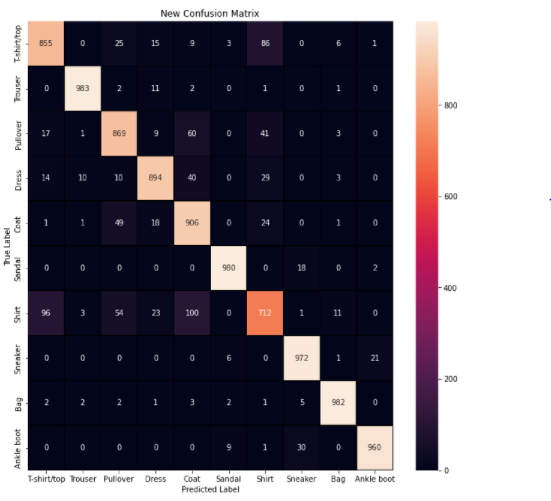 New Confusion Matrix
T-shirt/top 855 0 25 15 9 3 86 0 6 1
Trouser 0 983 2 11 2 0 1 0 1 0
Pullover 17 1 869 9 60 0 41 0 3 0
Dress 14 10 10 894 40 0 29 0 3 0
Coat 1 1 49 18 906 0 24 0 1 0
Sandal 0 0 0 0 0 980 0 18 0 2
Shirt 96 3 54 23 100 0 712 1 11 0
Sneaker 0 0 0 0 0 6 0 972 1 21
Bag 2 2 2 1 3 2 1 5 982 0
Ankle boot 0 0 0 0 0 9 1 30 0 960
T-shirt/top Trouser Pullover Dress Coat Sandal Shirt Sneaker Bag Ankle boot
Predicted Label
True Label
800
600
400
200
0